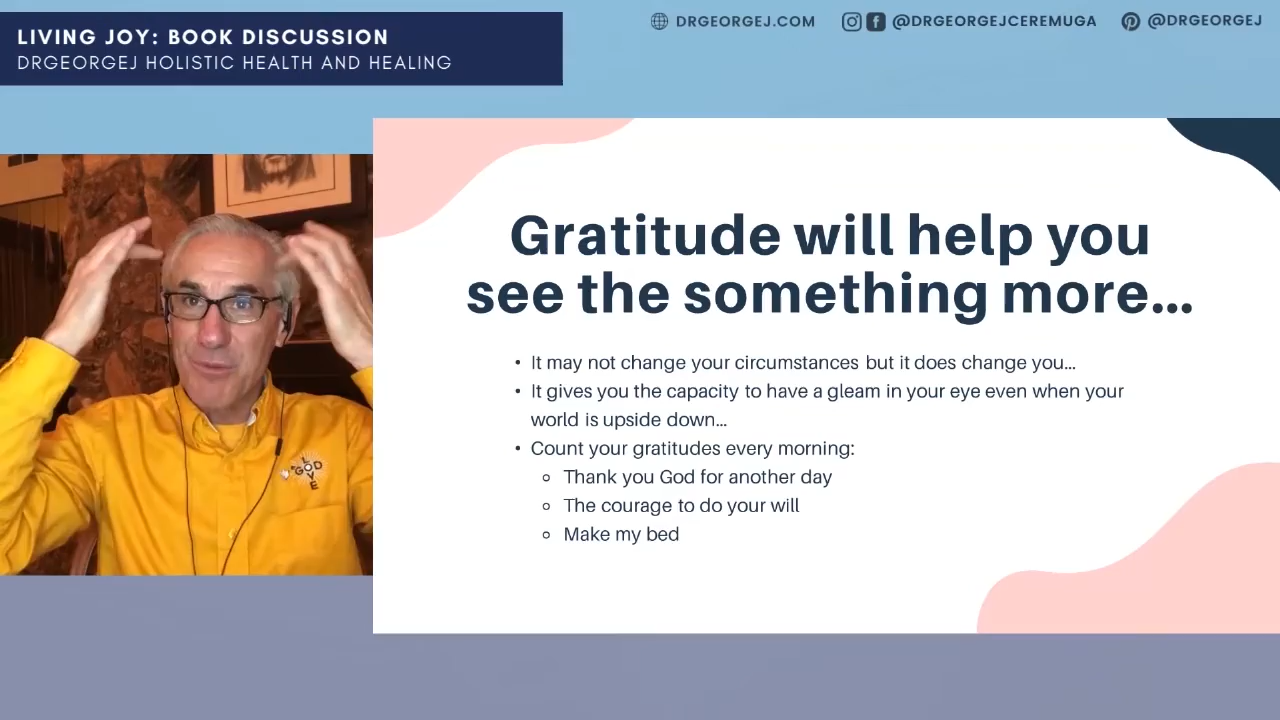 LIVING JOY: BOOK DISCUSSION
DRGEORGEJ HOLISTIC HEALTH AND HEALING
DRGEORGEJ.COM
@DRGEORGEJCEREMUGA
@DRGEORGEJ
Gratitude will help you
see the something more...
• It may not change your circumstances but it does change you...
• It gives you the capacity to have a gleam in your eye even when your
world is upside down...
• Count your gratitudes every morning:
◦ Thank you God for another day
◦ The courage to do your will
◦ Make my bed
GOD
LOVE